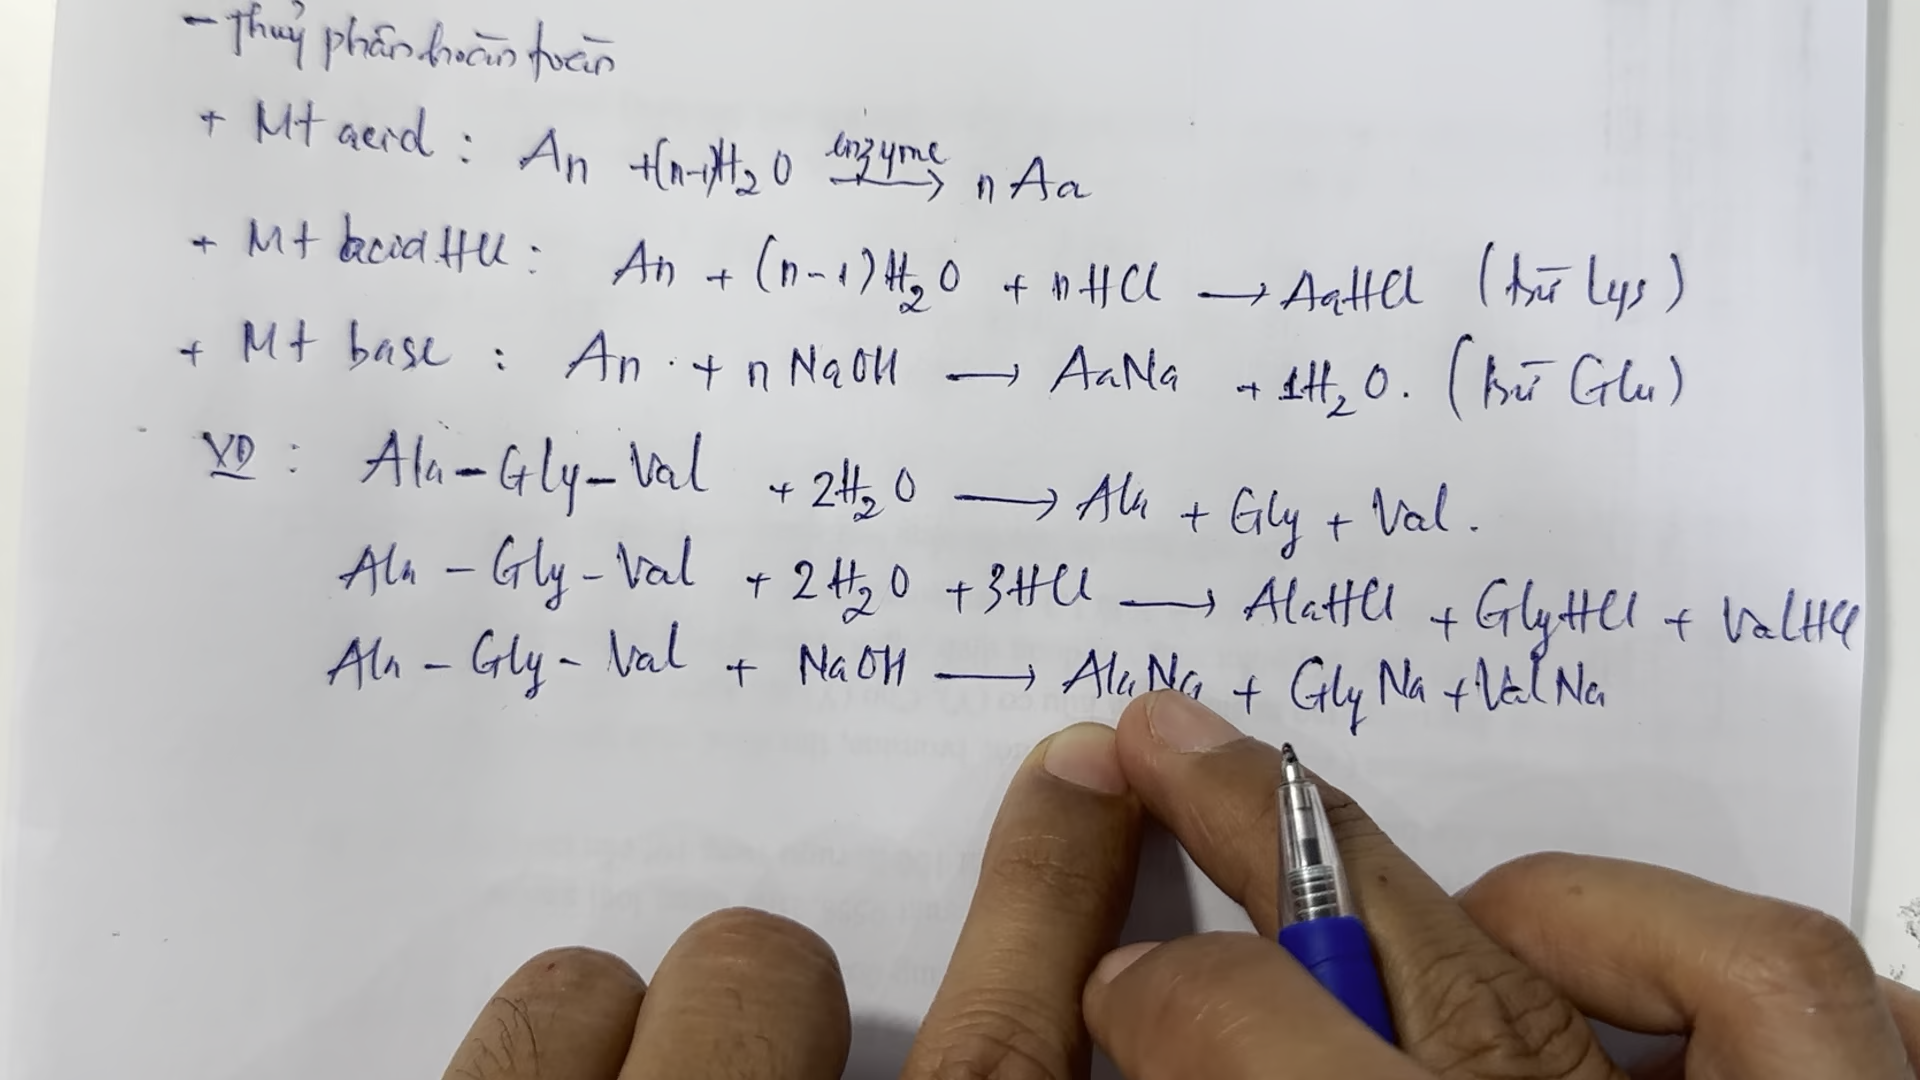 - Thuỷ phân hoàn toàn
+ Mt acid : An +(n-1)H₂O enzyme → n Aa
+ Mt acid HCl : An + (n-1)H₂O + nHCl → AaHCl (trừ Lys)
+ Mt base : An + n NaOH → AaNa + 1H₂O. (trừ Glu)
VD : Ala-Gly-Val + 2H₂O → Ala + Gly + Val.
Ala - Gly - Val + 2H₂O + 3HCl → AlaHCl + GlyHCl + ValHCl
Ala - Gly - Val + NaOH → AlaNa + GlyNa + ValNa